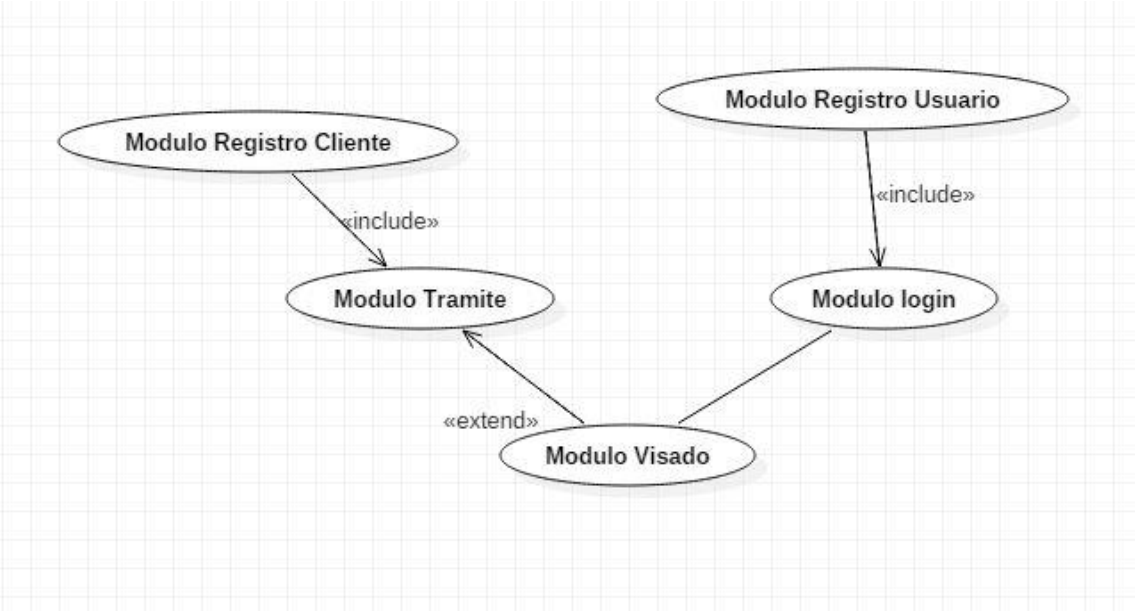 Modulo Registro Usuario
Modulo Registro Cliente
«include»
«include»
Modulo Tramite
Modulo login
«extend»
Modulo Visado